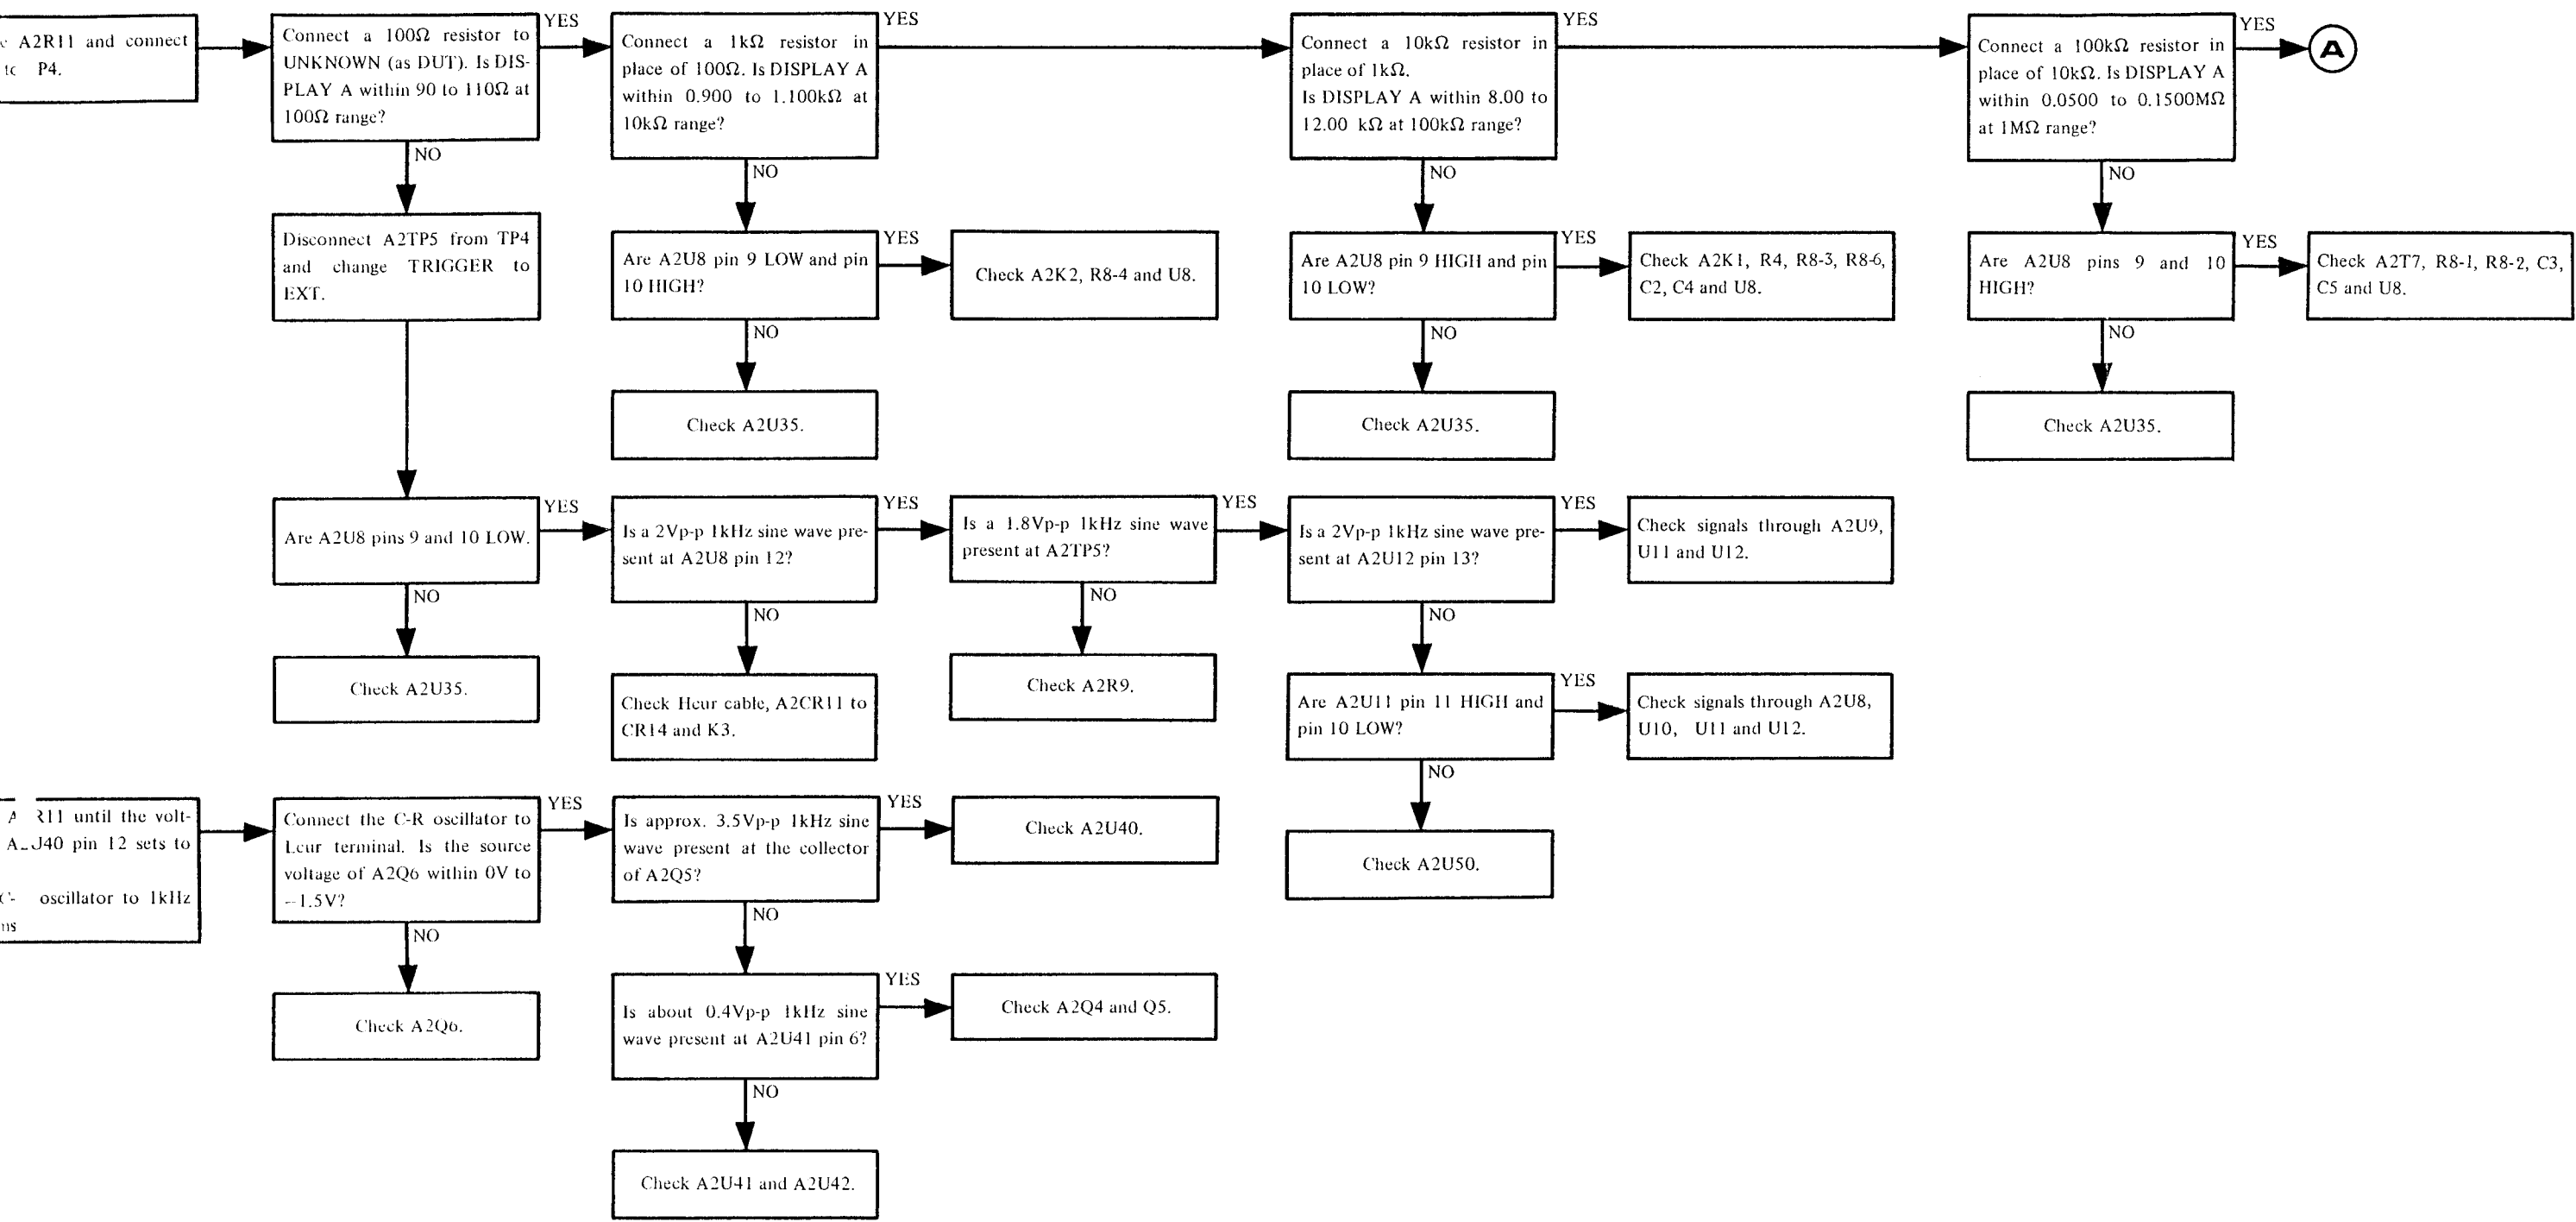 A2R11 and connect
P4.
Connect a 100Ω resistor to
UNKNOWN (as DUT). Is DIS-
PLAY A within 90 to 110Ω at
100Ω range?
YES
Connect a 1kΩ resistor in
place of 100Ω. Is DISPLAY A
within 0.900 to 1.100kΩ at
10kΩ range?
YES
Connect a 10kΩ resistor in
place of 1kΩ.
Is DISPLAY A within 8.00 to
12.00 kΩ at 100kΩ range?
YES
Connect a 100kΩ resistor in
place of 10kΩ. Is DISPLAY A
within 0.0500 to 0.1500MΩ
at 1MΩ range?
YES
A
NO
NO
NO
NO
Disconnect A2TP5 from TP4
and change TRIGGER to
EXT.
Are A2U8 pin 9 LOW and pin
10 HIGH?
YES
Check A2K2, R8-4 and U8.
Are A2U8 pin 9 HIGH and pin
10 LOW?
YES
Check A2K1, R4, R8-3, R8-6,
C2, C4 and U8.
Are A2U8 pins 9 and 10
HIGH?
YES
Check A2T7, R8-1, R8-2, C3,
C5 and U8.
NO
NO
NO
Check A2U35.
Check A2U35.
Check A2U35.
Are A2U8 pins 9 and 10 LOW.
YES
Is a 2Vp-p 1kHz sine wave pre-
sent at A2U8 pin 12?
YES
Is a 1.8Vp-p 1kHz sine wave
present at A2TP5?
YES
Is a 2Vp-p 1kHz sine wave pre-
sent at A2U12 pin 13?
YES
Check signals through A2U9,
U11 and U12.
NO
NO
NO
NO
Check A2U35.
Check Hcur cable, A2CR11 to
CR14 and K3.
Check A2R9.
Are A2U11 pin 11 HIGH and
pin 10 LOW?
YES
Check signals through A2U8,
U10, U11 and U12.
NO
Check A2U50.
R11 until the volt-
U40 pin 12 sets to
oscillator to 1kHz
Connect the C-R oscillator to
Lcur terminal. Is the source
voltage of A2Q6 within 0V to
−1.5V?
YES
Is approx. 3.5Vp-p 1kHz sine
wave present at the collector
of A2Q5?
YES
Check A2U40.
NO
NO
Check A2Q6.
Is about 0.4Vp-p 1kHz sine
wave present at A2U41 pin 6?
YES
Check A2Q4 and Q5.
NO
Check A2U41 and A2U42.